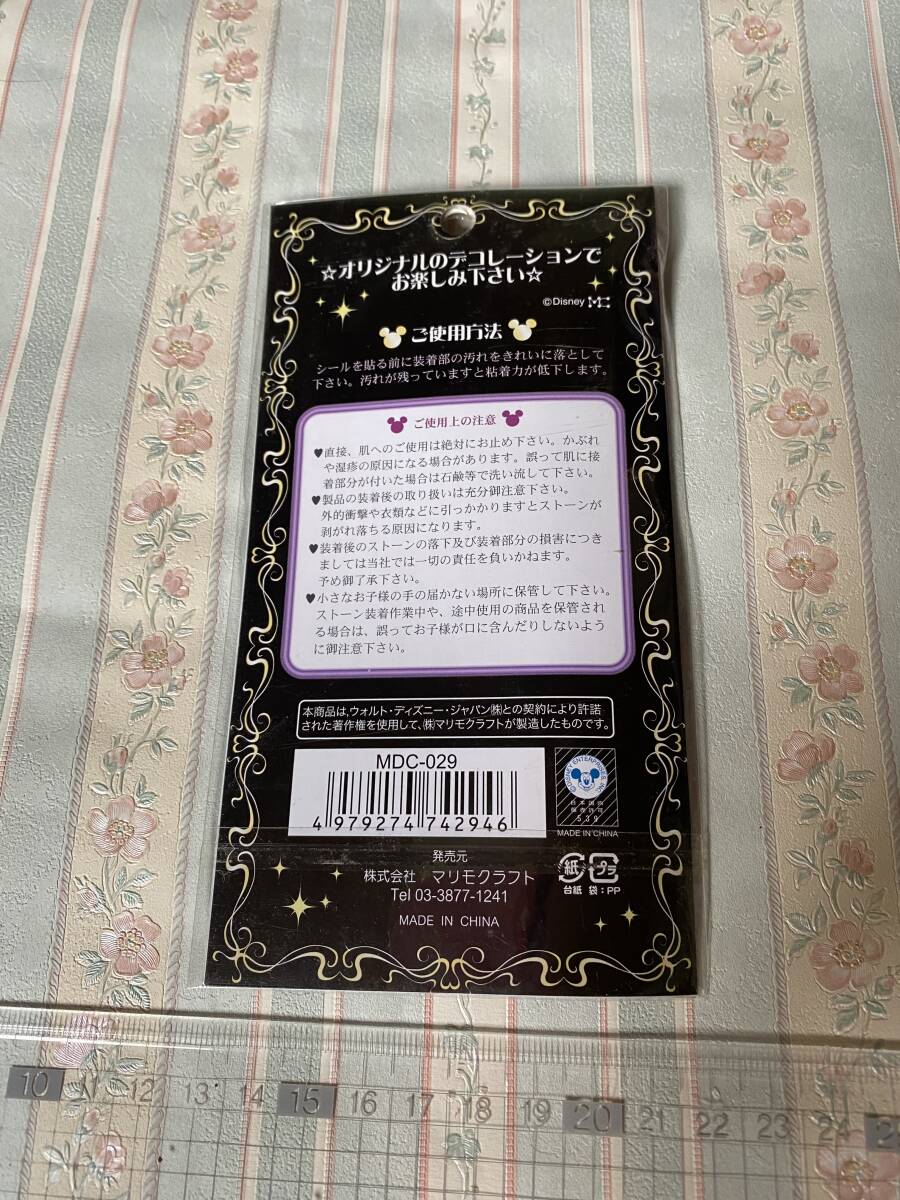 ☆オリジナルのデコレーションで
お楽しみ下さい☆
©Disney
ご使用方法
シールを貼る前に装着部の汚れをきれいに落として
下さい。汚れが残っていますと粘着力が低下します。
ご使用上の注意
♥直接、肌へのご使用は絶対にお止め下さい。かぶれ
や湿疹の原因になる場合があります。誤って肌に接
着部分が付いた場合は石鹸等で洗い流して下さい。
♥製品の装着後の取り扱いは充分御注意下さい。
外的衝撃や衣類などに引っかかりますとストーンが
剥がれ落ちる原因になります。
♥装着後のストーンの落下及び装着部分の損害につき
ましては当社では一切の責任を負いかねます。
予め御了承下さい。
♥小さなお子様の手の届かない場所に保管して下さい。
ストーン装着作業中や、途中使用の商品を保管され
る場合は、誤ってお子様が口に含んだりしないよう
に御注意下さい。
本商品は、ウォルト・ディズニー・ジャパン㈱との契約により許諾
された著作権を使用して、㈱マリモクラフトが製造したものです。
MDC-029
4 979274 742946
©DISNEY ENTERPRISES, INC.
日本国内
販売許可
539
MADE IN CHINA
発売元
株式会社 マリモクラフト
Tel 03-3877-1241
MADE IN CHINA
紙 プラ
台紙 袋:PP
10 11 12 13 14 15 16 17 18 19 20 21 22 23 24